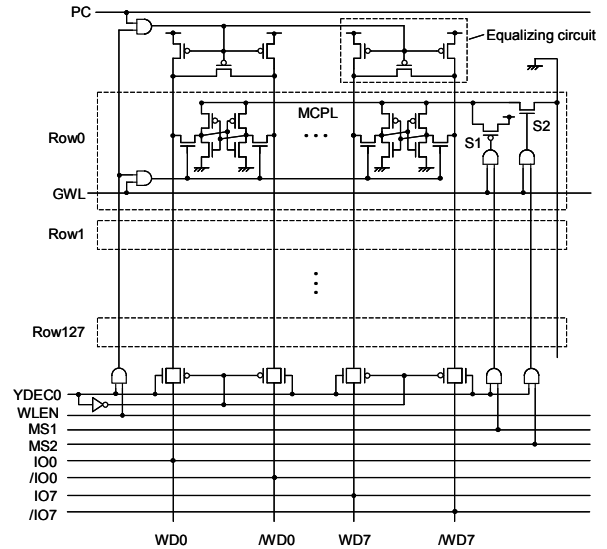 PC
Equalizing circuit
MCPL
Row0
S1
S2
GWL
Row1
Row127
YDEC0
WLEN
MS1
MS2
IO0
/IO0
IO7
/IO7
WD0
/WD0
WD7
/WD7